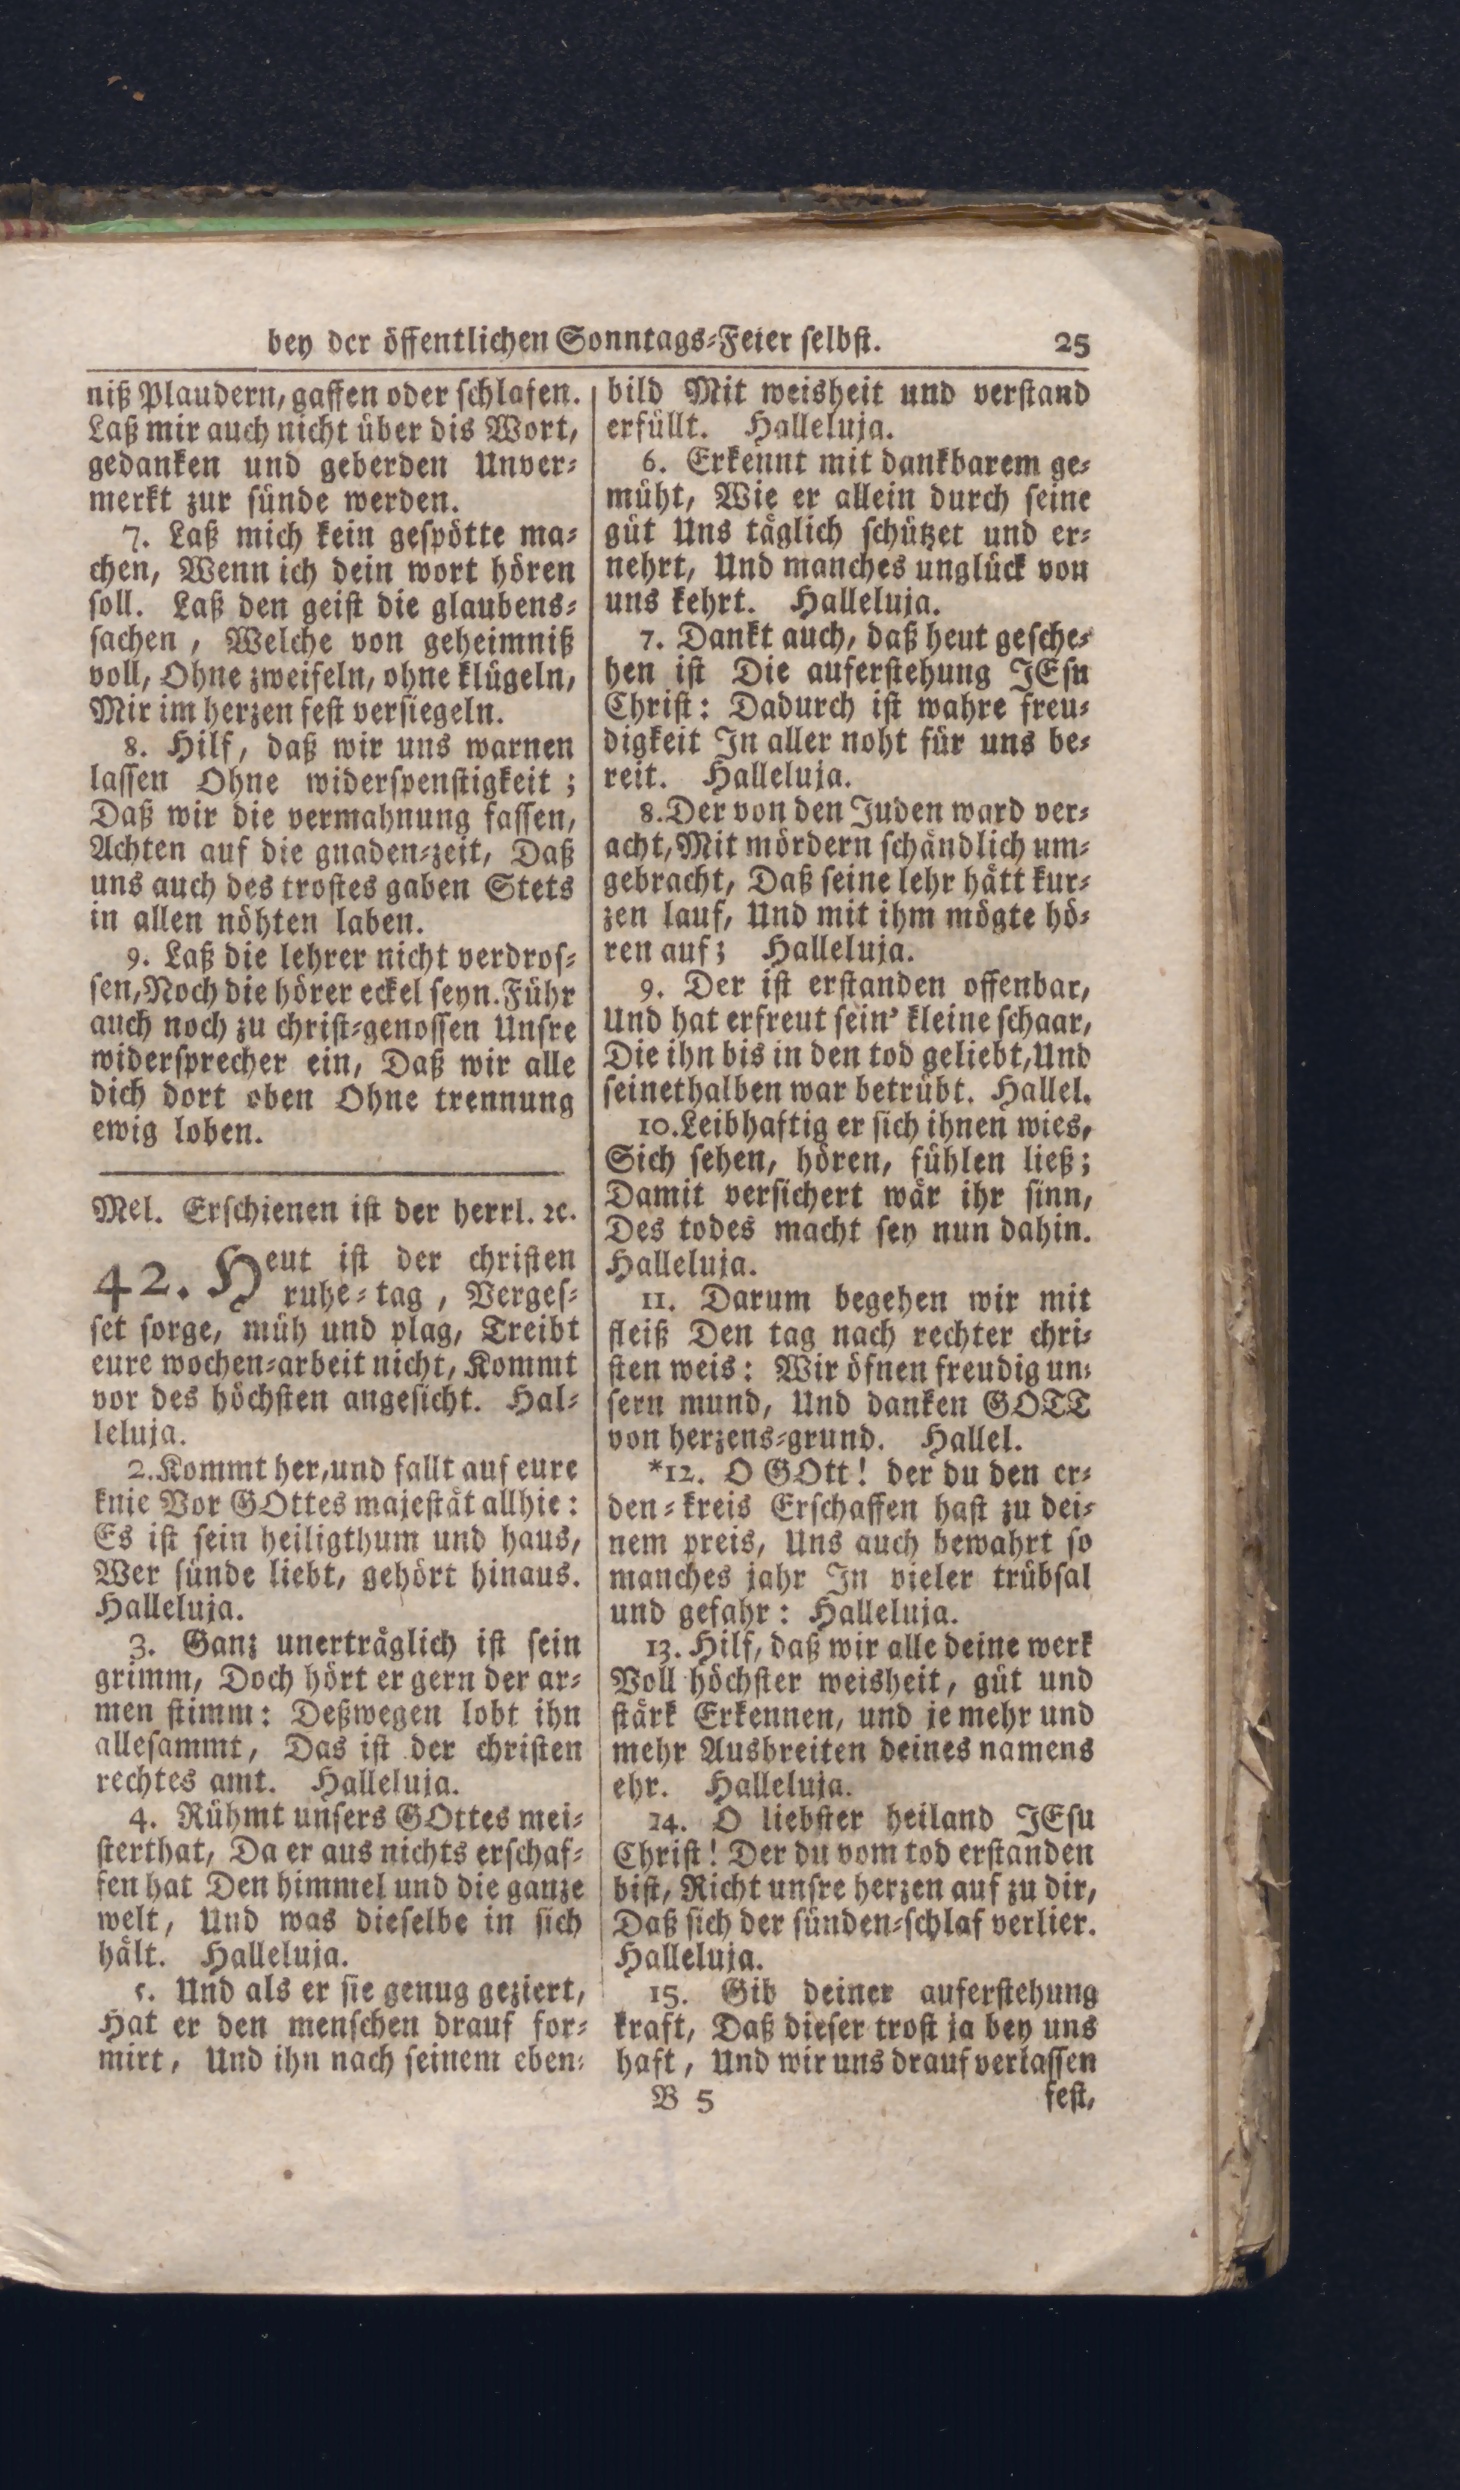 bey der öffentlichen Sonntags-Feier selbst. 25
niß Plaudern, gaffen oder schlafen.
Laß mir auch nicht über dis Wort,
gedanken und geberden Unver-
merkt zur sünde werden.
7. Laß mich kein gespötte ma-
chen, Wenn ich dein wort hören
soll. Laß den geist die glaubens-
sachen, Welche von geheimniß
voll, Ohne zweifeln, ohne klügeln,
Mir im herzen fest versiegeln.
8. Hilf, daß wir uns warnen
lassen Ohne widerspenstigkeit;
Daß wir die vermahnung fassen,
Achten auf die gnaden-zeit, Daß
uns auch des trostes gaben Stets
in allen nöhten laben.
9. Laß die lehrer nicht verdros-
sen, Noch die hörer eckel seyn. Führ
auch noch zu christ-genossen Unsre
widersprecher ein, Daß wir alle
dich dort oben Ohne trennung
ewig loben.
Mel. Erschienen ist der herrl. ꝛc.
42. Heut ist der christen
ruhe-tag, Verges-
set sorge, müh und plag, Treibt
eure wochen-arbeit nicht, Kommt
vor des höchsten angesicht. Hal-
leluja.
2. Kommt her, und fallt auf eure
knie Vor GOttes majestät allhie:
Es ist sein heiligthum und haus,
Wer sünde liebt, gehört hinaus.
Halleluja.
3. Ganz unerträglich ist sein
grimm, Doch hört er gern der ar-
men stimm: Deßwegen lobt ihn
allesammt, Das ist der christen
rechtes amt. Halleluja.
4. Rühmt unsers GOttes mei-
sterthat, Da er aus nichts erschaf-
fen hat Den himmel und die ganze
welt, Und was dieselbe in sich
hält. Halleluja.
5. Und als er sie genug geziert,
Hat er den menschen drauf for-
mirt, Und ihn nach seinem eben-
bild Mit weisheit und verstand
erfüllt. Halleluja.
6. Erkennt mit dankbarem ge-
müht, Wie er allein durch seine
güt Uns täglich schützet und er-
nehrt, Und manches unglück von
uns kehrt. Halleluja.
7. Dankt auch, daß heut gesche-
hen ist Die auferstehung JEsu
Christ: Dadurch ist wahre freu-
digkeit In aller noht für uns be-
reit. Halleluja.
8. Der von den Juden ward ver-
acht, Mit mördern schändlich um-
gebracht, Daß seine lehr hätt kur-
zen lauf, Und mit ihm mögte hö-
ren auf; Halleluja.
9. Der ist erstanden offenbar,
Und hat erfreut sein' kleine schaar,
Die ihn bis in den tod geliebt, Und
seinethalben war betrübt. Hallel.
10. Leibhaftig er sich ihnen wies,
Sich sehen, hören, fühlen ließ;
Damit versichert wär ihr sinn,
Des todes macht sey nun dahin.
Halleluja.
11. Darum begehen wir mit
fleiß Den tag nach rechter chri-
sten weis: Wir öfnen freudig un-
sern mund, Und danken GOTT
von herzens-grund. Hallel.
*12. O GOtt! der du den er-
den-kreis Erschaffen hast zu dei-
nem preis, Uns auch bewahrt so
manches jahr In vieler trübsal
und gefahr: Halleluja.
13. Hilf, daß wir alle deine werk
Voll höchster weisheit, güt und
stärk Erkennen, und je mehr und
mehr Ausbreiten deines namens
ehr. Halleluja.
14. O liebster heiland JEsu
Christ! Der du vom tod erstanden
bist, Richt unsre herzen auf zu dir,
Daß sich der sünden-schlaf verlier.
Halleluja.
15. Gib deiner auferstehung
kraft, Daß dieser trost ja bey uns
haft, Und wir uns drauf verlassen
B 5 fest,